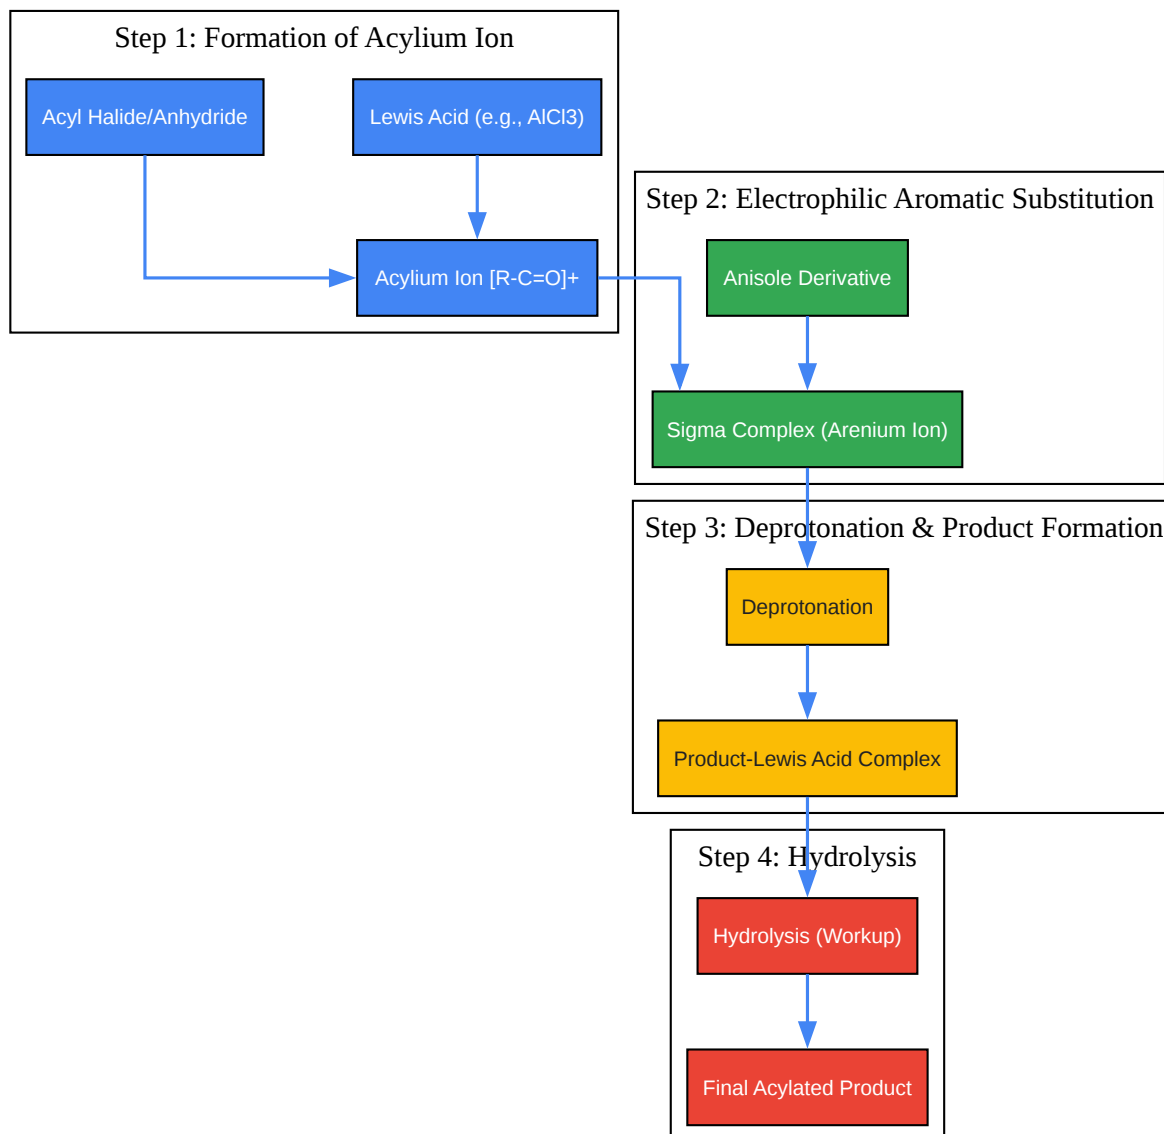 Step 1: Formation of Acylium Ion
Acyl Halide/Anhydride
Lewis Acid (e.g., AlCl3)
Acylium Ion [R-C=O]+
Step 2: Electrophilic Aromatic Substitution
Anisole Derivative
Sigma Complex (Arenium Ion)
Step 3: Deprotonation & Product Formation
Deprotonation
Product-Lewis Acid Complex
Step 4: Hydrolysis
Hydrolysis (Workup)
Final Acylated Product